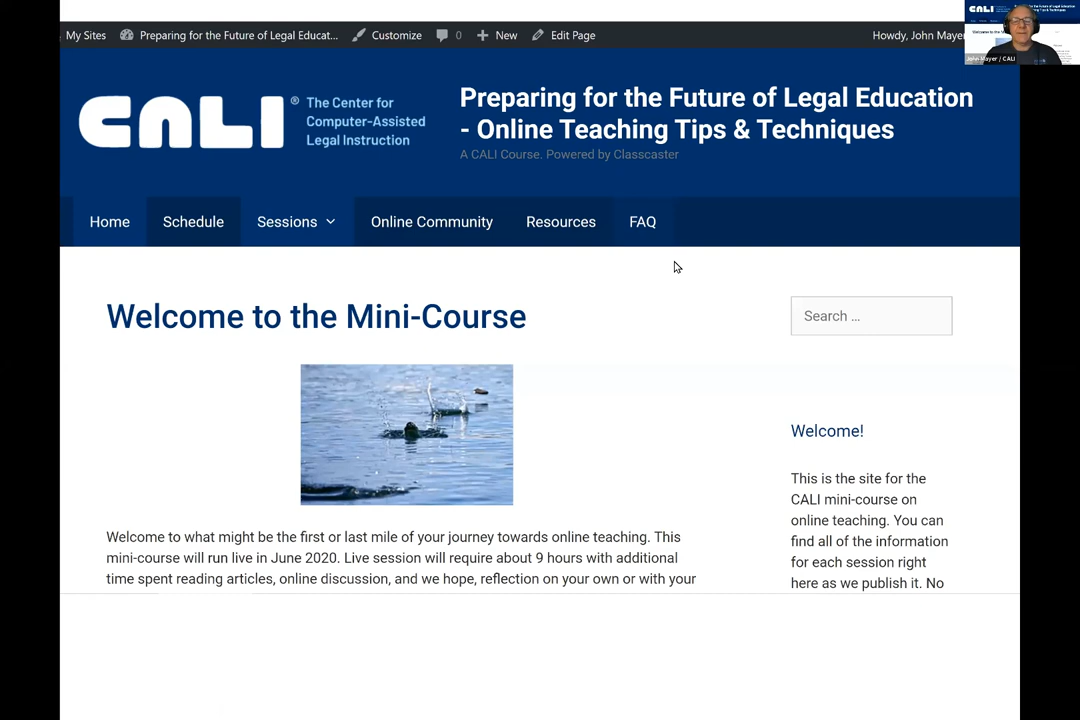 My Sites
Preparing for the Future of Legal Educat...
Customize
0
New
Edit Page
Howdy, John Mayer
John Mayer / CALI
CALI®
The Center for
Computer-Assisted
Legal Instruction
Preparing for the Future of Legal Education
- Online Teaching Tips & Techniques
A CALI Course. Powered by Classcaster
Home
Schedule
Sessions
Online Community
Resources
FAQ
Welcome to the Mini-Course
Search ...
Welcome!
This is the site for the
CALI mini-course on
online teaching. You can
find all of the information
for each session right
here as we publish it. No
Welcome to what might be the first or last mile of your journey towards online teaching. This
mini-course will run live in June 2020. Live session will require about 9 hours with additional
time spent reading articles, online discussion, and we hope, reflection on your own or with your